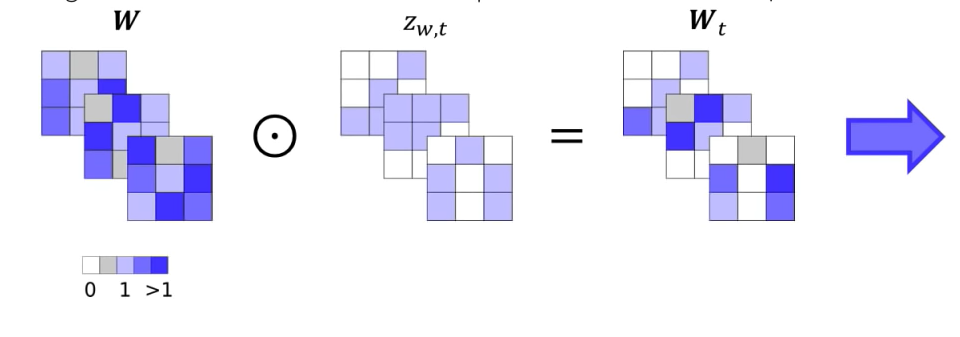 W z_{w,t} W_t
⊙ =
0 1 >1